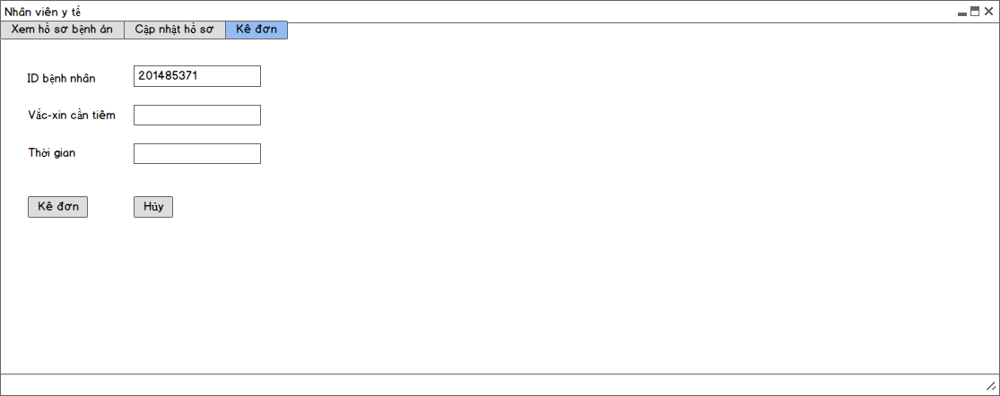 Nhân viên y tế
Xem hồ sơ bệnh án Cập nhật hồ sơ Kê đơn
ID bệnh nhân 201485371
Vắc-xin cần tiêm
Thời gian
Kê đơn Hủy